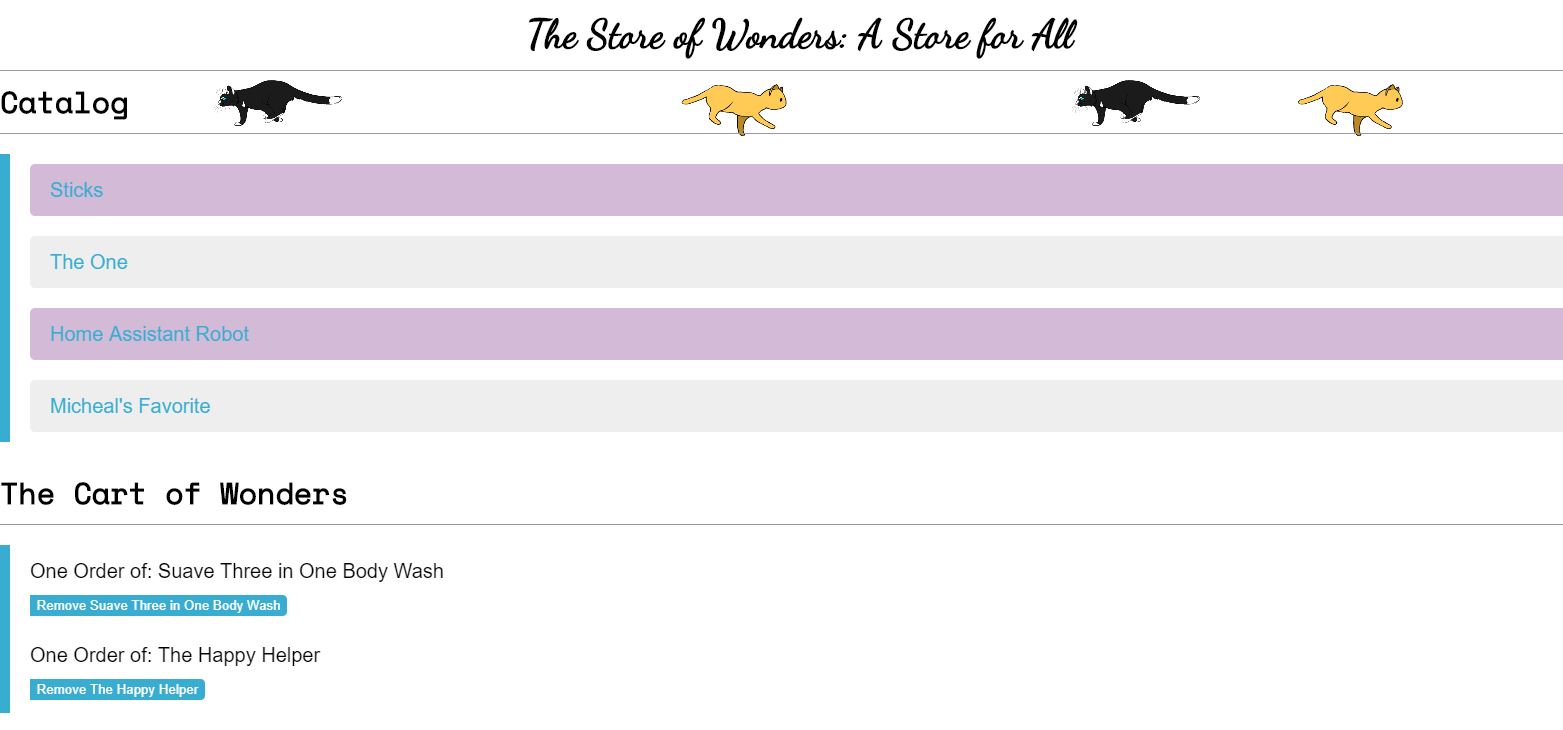 The Store of Wonders: A Store for All
Catalog
Sticks
The One
Home Assistant Robot
Micheal's Favorite
The Cart of Wonders
One Order of: Suave Three in One Body Wash
Remove Suave Three in One Body Wash
One Order of: The Happy Helper
Remove The Happy Helper